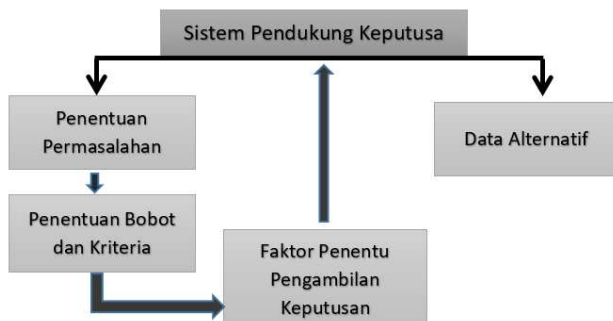 Sistem Pendukung Keputusa
Penentuan
Permasalahan
Data Alternatif
Penentuan Bobot
dan Kriteria
Faktor Penentu
Pengambilan
Keputusan